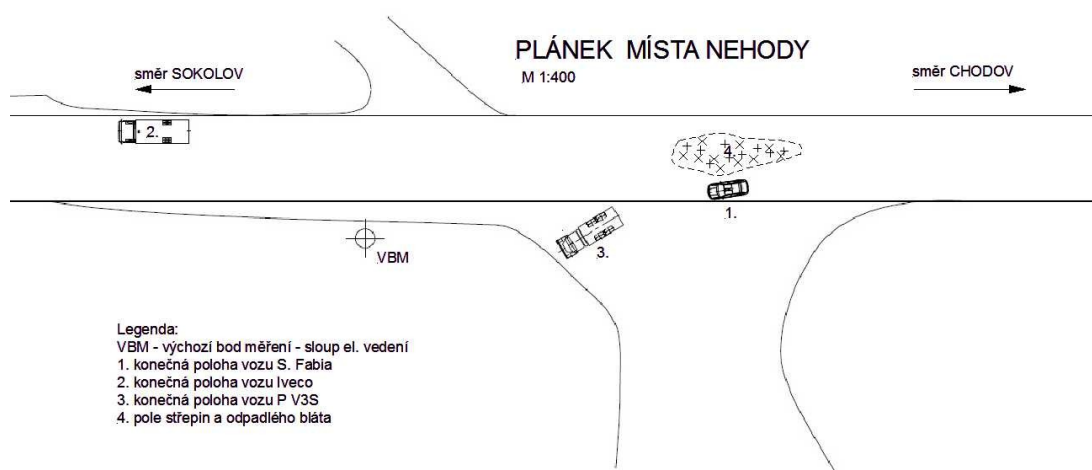 PLÁNEK MÍSTA NEHODY
M 1:400
směr SOKOLOV
směr CHODOV
2.
4.
1.
3.
VBM
Legenda:
VBM - výchozí bod měření - sloup el. vedení
1. konečná poloha vozu S. Fabia
2. konečná poloha vozu Iveco
3. konečná poloha vozu P V3S
4. pole střepin a odpadlého bláta